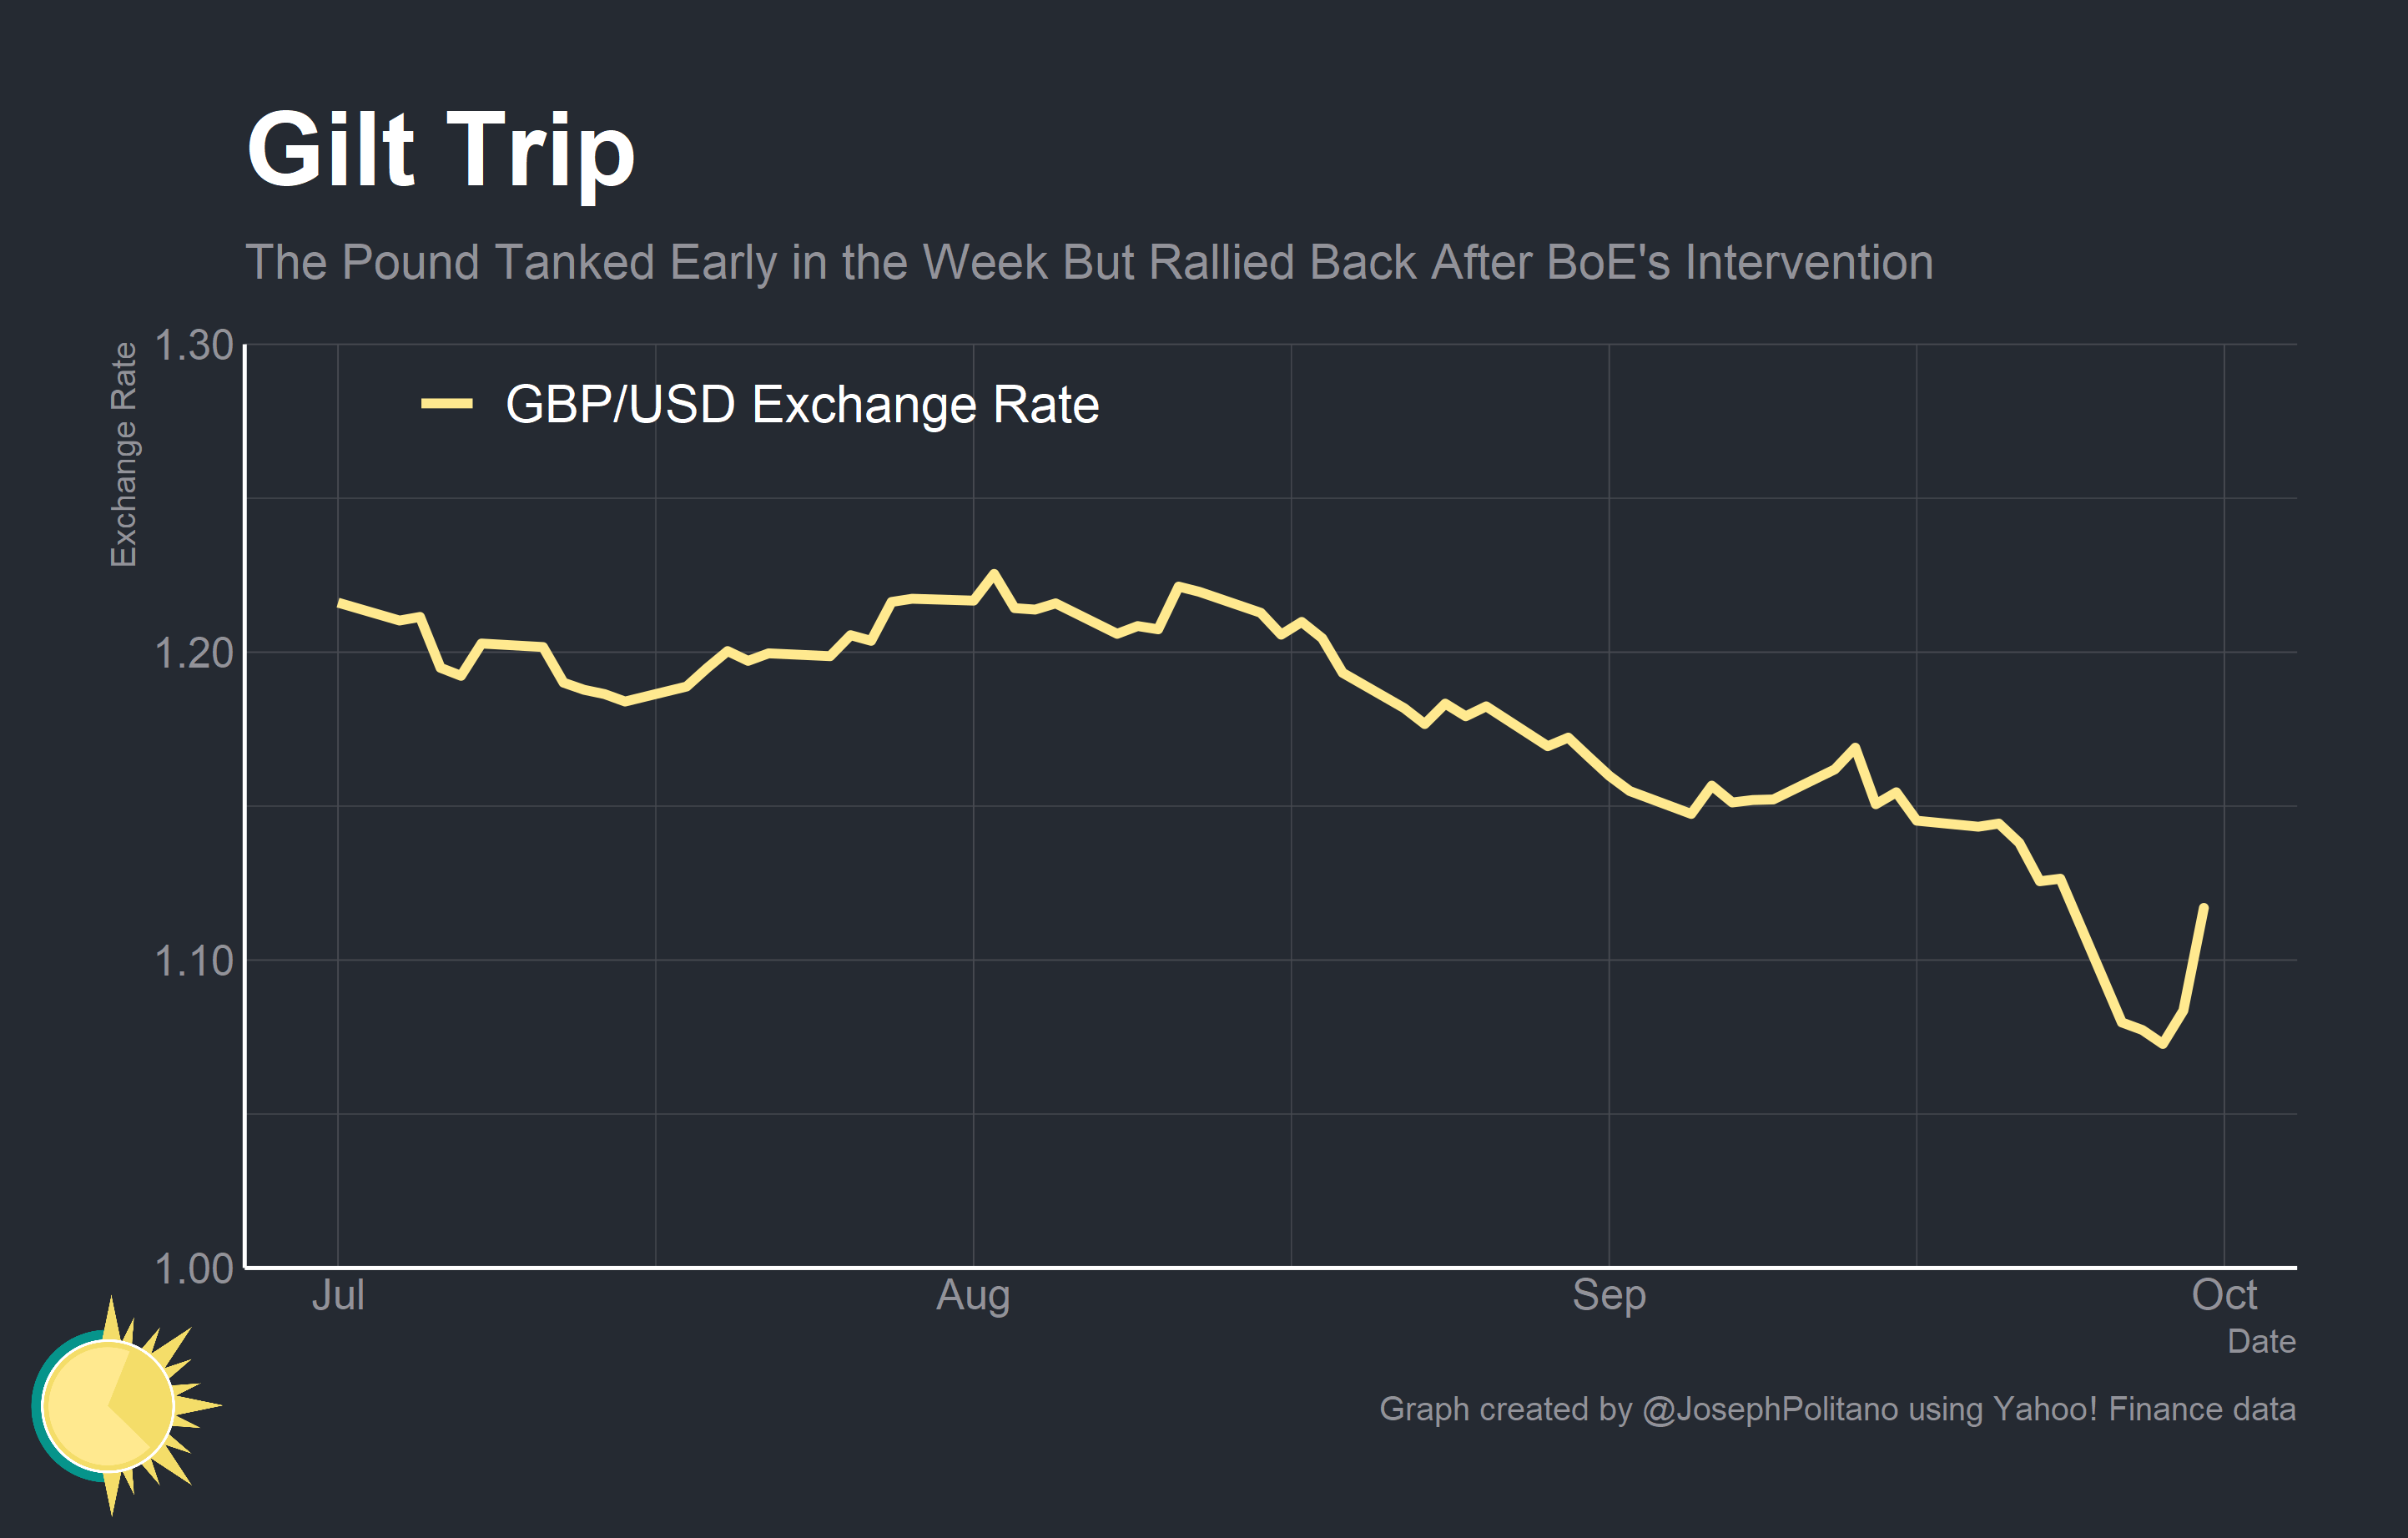 Gilt Trip
The Pound Tanked Early in the Week But Rallied Back After BoE's Intervention
Exchange Rate
1.30
GBP/USD Exchange Rate
1.20
1.10
1.00
Jul Aug Sep Oct
Date
Graph created by @JosephPolitano using Yahoo! Finance data